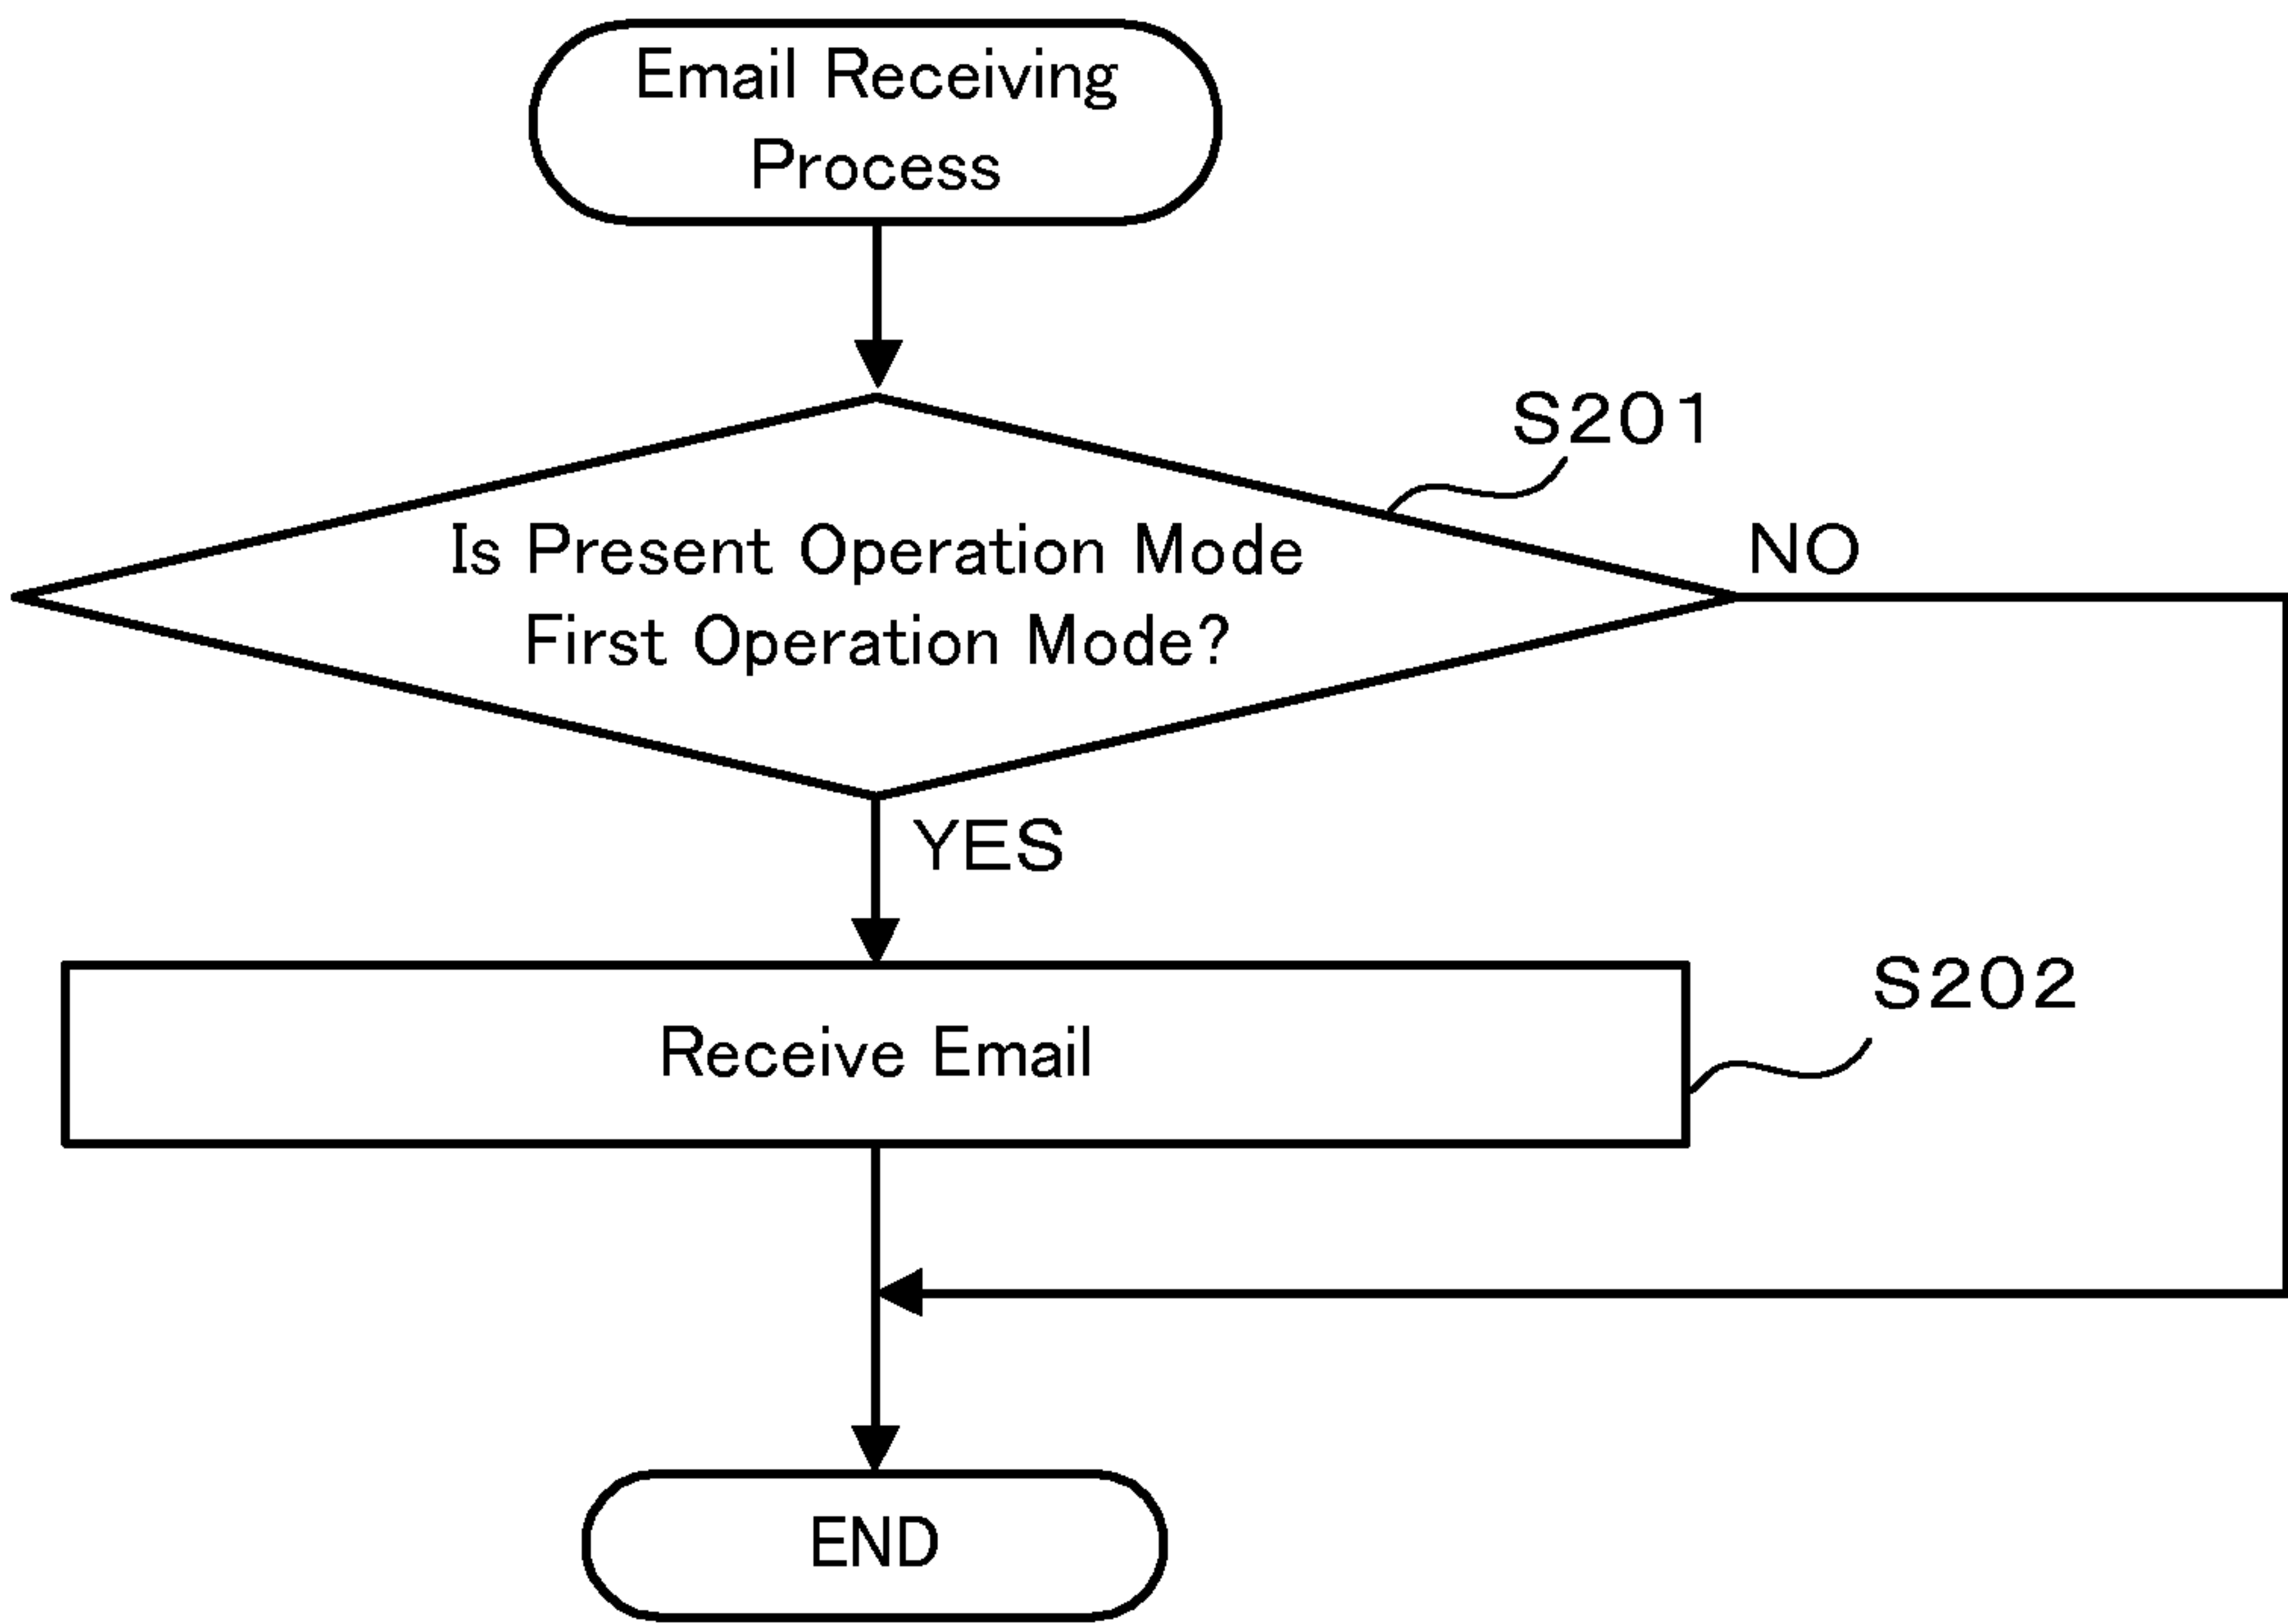 Email Receiving
Process
S201
Is Present Operation Mode
First Operation Mode?
NO
YES
S202
Receive Email
END